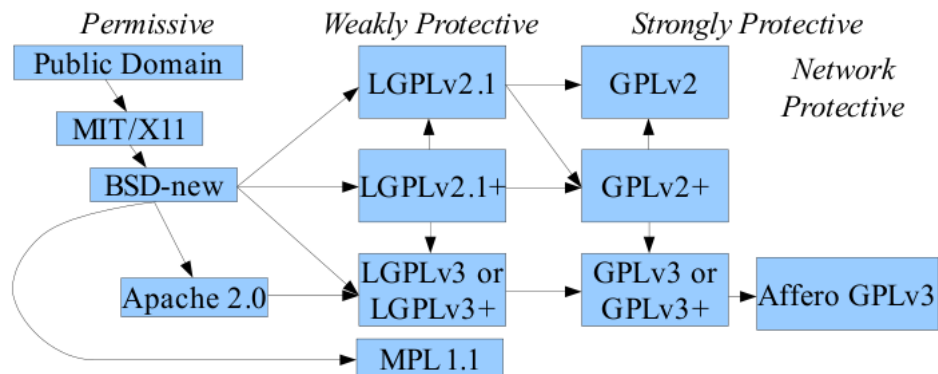 Permissive
Weakly Protective
Strongly Protective
Network
Protective
Public Domain
MIT/X11
BSD-new
Apache 2.0
LGPLv2.1
LGPLv2.1+
LGPLv3 or
LGPLv3+
MPL 1.1
GPLv2
GPLv2+
GPLv3 or
GPLv3+
Affero GPLv3